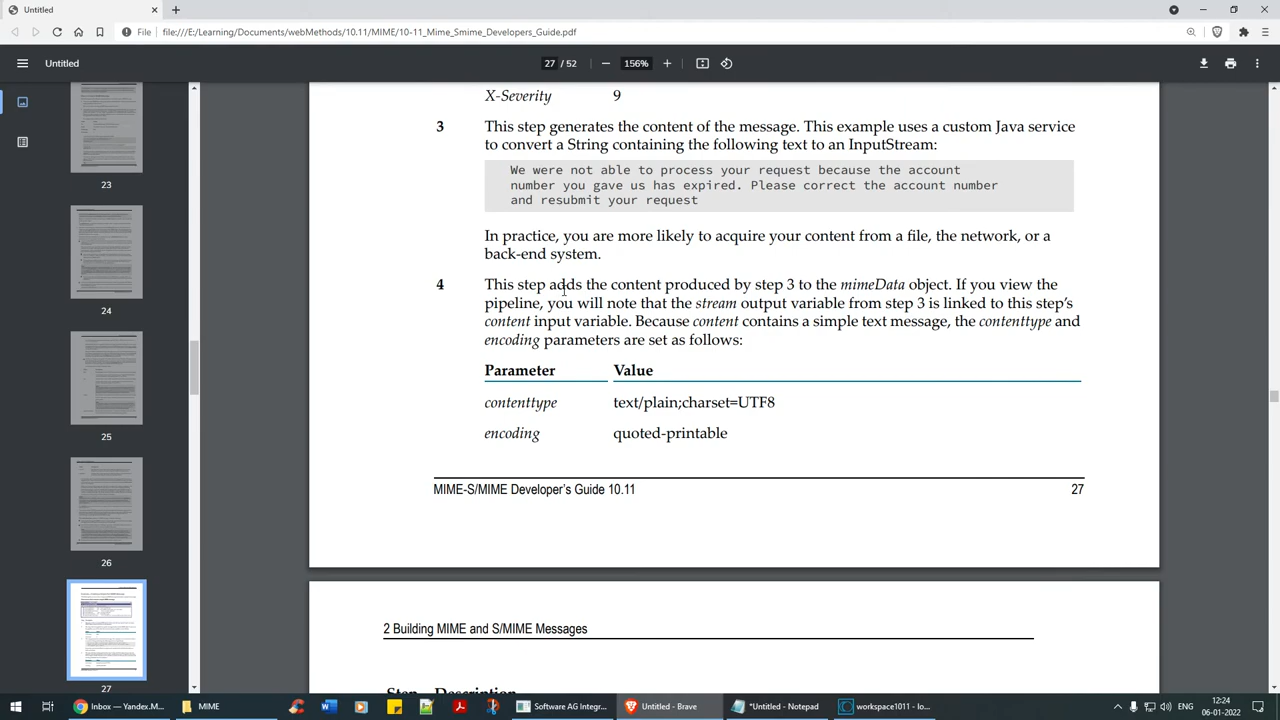 Untitled
File
file:///E:/Learning/Documents/webMethods/10.11/MIME/10-11_Mime_Smime_Developers_Guide.pdf
Untitled
27 / 52
156%
23
24
25
26
27
X-Severity 9
3 This step generates the content of the message. This example uses a custom Java service
to convert a String containing the following text to an InputStream:
We were not able to process your request because the account
number you gave us has expired. Please correct the account number
and resubmit your request
In practice, you are more likely to acquire your content from a file, the network, or a
back-end system.
4 This step adds the content produced by step 3 to the mimeData object. If you view the
pipeline, you will note that the stream output variable from step 3 is linked to this step's
content input variable. Because content contains a simple text message, the contenttype and
encoding parameters are set as follows:
Parameter Value
contenttype text/plain;charset=UTF8
encoding quoted-printable
MIME-S/MIME Developer's Guide 10.11 27
2 Building MIME and S/MIME Messages
Step Description
Inbox — Yandex.M...
MIME
Software AG Integr...
Untitled - Brave
*Untitled - Notepad
workspace1011 - Io...
ENG
12:24
06-01-2022